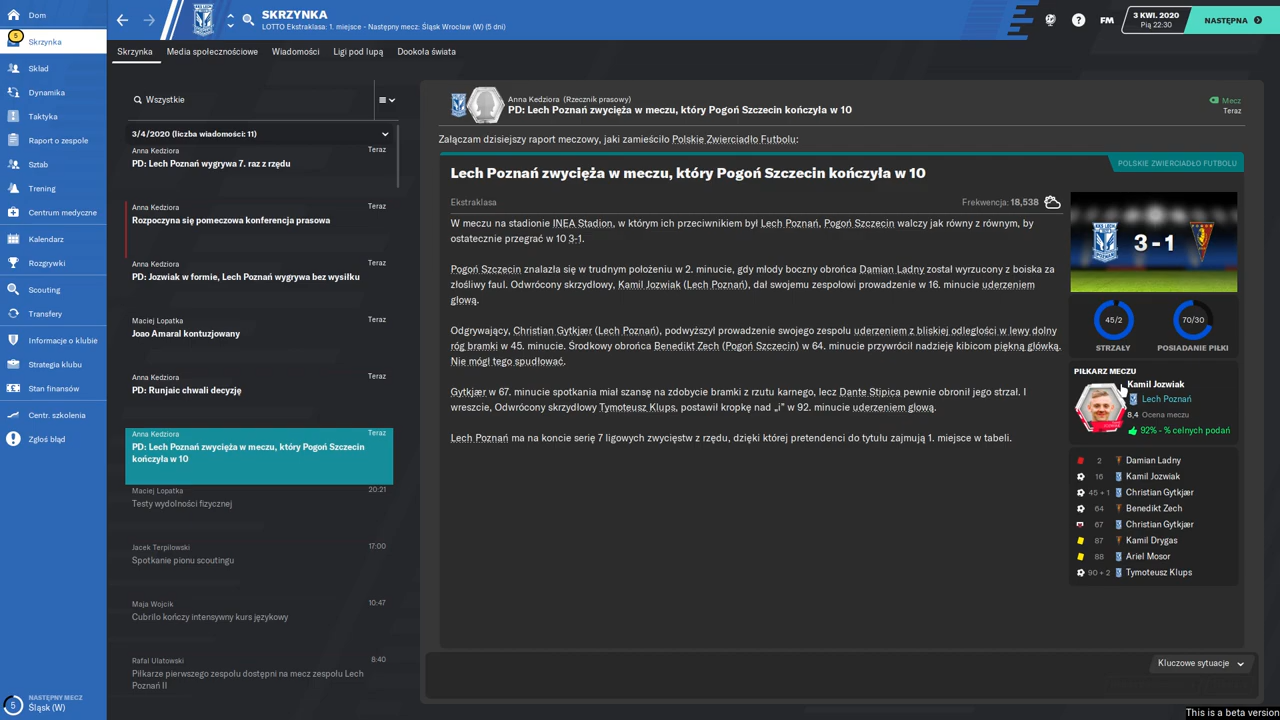 Dom
5
Skrzynka
Skład
Dynamika
Taktyka
Raport o zespole
Sztab
Trening
Centrum medyczne
Kalendarz
Rozgrywki
Scouting
Transfery
Informacje o klubie
Strategia klubu
Stan finansów
Centr. szkolenia
Zgłoś błąd
5
NASTĘPNY MECZ
Śląsk (W)
SKRZYNKA
LOTTO Ekstraklasa: 1. miejsce - Następny mecz: Śląsk Wrocław (W) (5 dni)
FM
3 KWI. 2020
Pią 22:30
NASTĘPNA
Skrzynka Media społecznościowe Wiadomości Ligi pod lupą Dookoła świata
Wszystkie
3/4/2020 (liczba wiadomości: 11)
Anna Kedziora Teraz
PD: Lech Poznań wygrywa 7. raz z rzędu
Anna Kedziora Teraz
Rozpoczyna się pomeczowa konferencja prasowa
Anna Kedziora Teraz
PD: Jozwiak w formie, Lech Poznań wygrywa bez wysiłku
Maciej Lopatka Teraz
Joao Amaral kontuzjowany
Anna Kedziora Teraz
PD: Runjaic chwali decyzję
Anna Kedziora Teraz
PD: Lech Poznań zwycięża w meczu, który Pogoń Szczecin
kończyła w 10
Maciej Lopatka 20:21
Testy wydolności fizycznej
Jacek Terpilowski 17:00
Spotkanie pionu scoutingu
Maja Wojcik 10:47
Cubrilo kończy intensywny kurs językowy
Rafal Ulatowski 8:40
Piłkarze pierwszego zespołu dostępni na mecz zespołu Lech
Poznań II
Anna Kedziora (Rzecznik prasowy)
PD: Lech Poznań zwycięża w meczu, który Pogoń Szczecin kończyła w 10
Mecz
Teraz
Załączam dzisiejszy raport meczowy, jaki zamieściło Polskie Zwierciadło Futbolu:
POLSKIE ZWIERCIADŁO FUTBOLU
Lech Poznań zwycięża w meczu, który Pogoń Szczecin kończyła w 10
Ekstraklasa Frekwencja: 18,538
W meczu na stadionie INEA Stadion, w którym ich przeciwnikiem był Lech Poznań, Pogoń Szczecin walczy jak równy z równym, by
ostatecznie przegrać w 10 3-1.
Pogoń Szczecin znalazła się w trudnym położeniu w 2. minucie, gdy młody boczny obrońca Damian Ladny został wyrzucony z boiska za
złośliwy faul. Odwrócony skrzydłowy, Kamil Jozwiak (Lech Poznań), dał swojemu zespołowi prowadzenie w 16. minucie uderzeniem
głową.
Odgrywający, Christian Gytkjær (Lech Poznań), podwyższył prowadzenie swojego zespołu uderzeniem z bliskiej odległości w lewy dolny
róg bramki w 45. minucie. Środkowy obrońca Benedikt Zech (Pogoń Szczecin) w 64. minucie przywrócił nadzieję kibicom piękną główką.
Nie mógł tego spudłować.
Gytkjær w 67. minucie spotkania miał szansę na zdobycie bramki z rzutu karnego, lecz Dante Stipica pewnie obronił jego strzał. I
wreszcie, Odwrócony skrzydłowy Tymoteusz Klups, postawił kropkę nad „i” w 92. minucie uderzeniem głową.
Lech Poznań ma na koncie serię 7 ligowych zwycięstw z rzędu, dzięki której pretendenci do tytułu zajmują 1. miejsce w tabeli.
3 - 1
45/2 70/30
STRZAŁY POSIADANIE PIŁKI
PIŁKARZ MECZU
Kamil Jozwiak
Lech Poznań
8,4 Ocena meczu
92% - % celnych podań
2 Damian Ladny
16 Kamil Jozwiak
45 + 1 Christian Gytkjær
64 Benedikt Zech
67 Christian Gytkjær
87 Kamil Drygas
88 Ariel Mosor
90 + 2 Tymoteusz Klups
Kluczowe sytuacje
This is a beta version